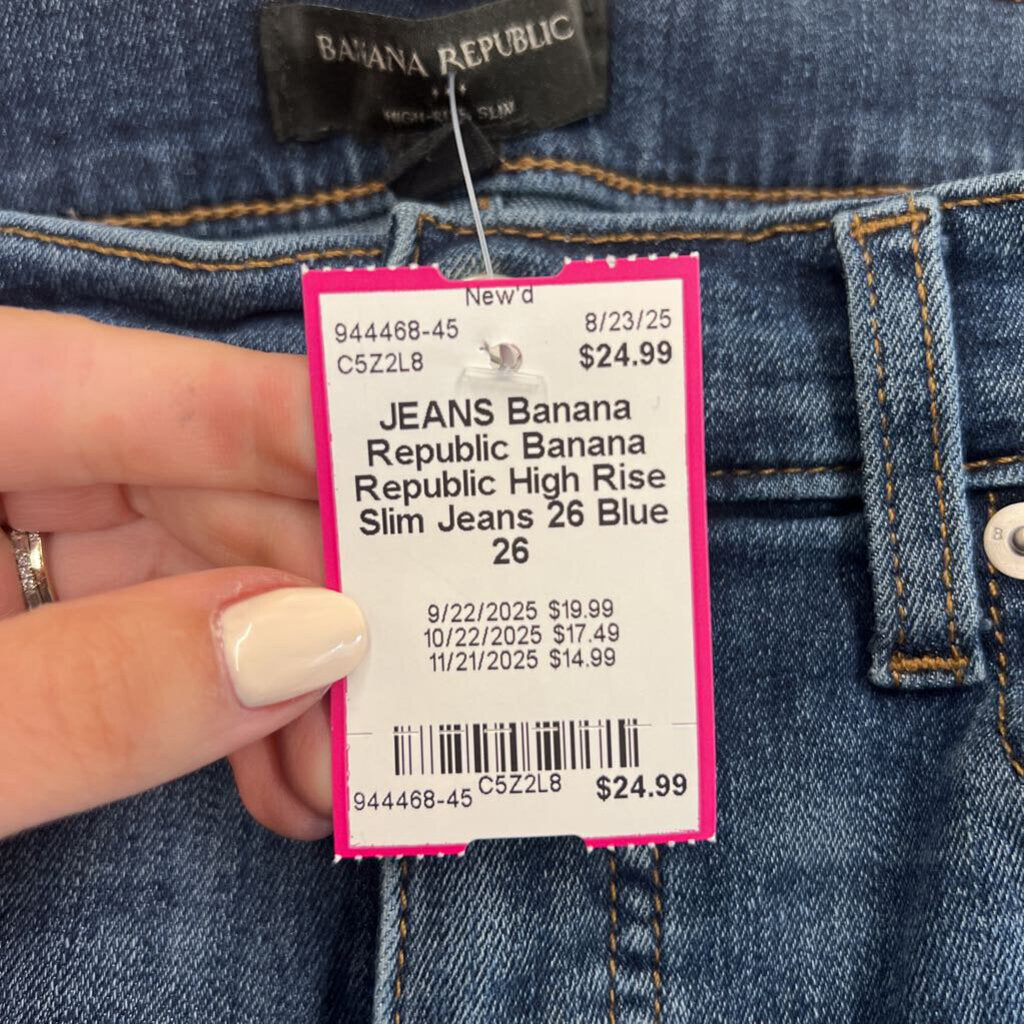 BANANA REPUBLIC
HIGH-RISE SLIM
New'd
944468-45
8/23/25
C5Z2L8
$24.99
JEANS Banana
Republic Banana
Republic High Rise
Slim Jeans 26 Blue
26
9/22/2025 $19.99
10/22/2025 $17.49
11/21/2025 $14.99
944468-45 C5Z2L8 $24.99